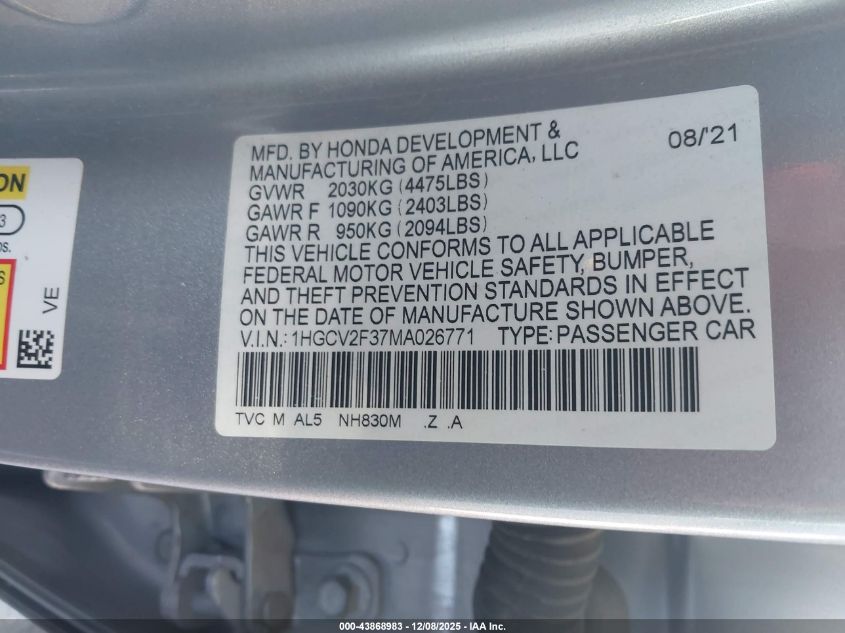 MFD. BY HONDA DEVELOPMENT & 08/'21
MANUFACTURING OF AMERICA, LLC
GVWR 2030KG (4475LBS)
GAWR F 1090KG (2403LBS)
GAWR R 950KG (2094LBS)
THIS VEHICLE CONFORMS TO ALL APPLICABLE
FEDERAL MOTOR VEHICLE SAFETY, BUMPER,
AND THEFT PREVENTION STANDARDS IN EFFECT
ON THE DATE OF MANUFACTURE SHOWN ABOVE.
V.I.N.: 1HGCV2F37MA026771 TYPE: PASSENGER CAR
TVC M AL5 NH830M .Z .A
ON
3
S
VE
000-43868983 - 12/08/2025 - IAA Inc.